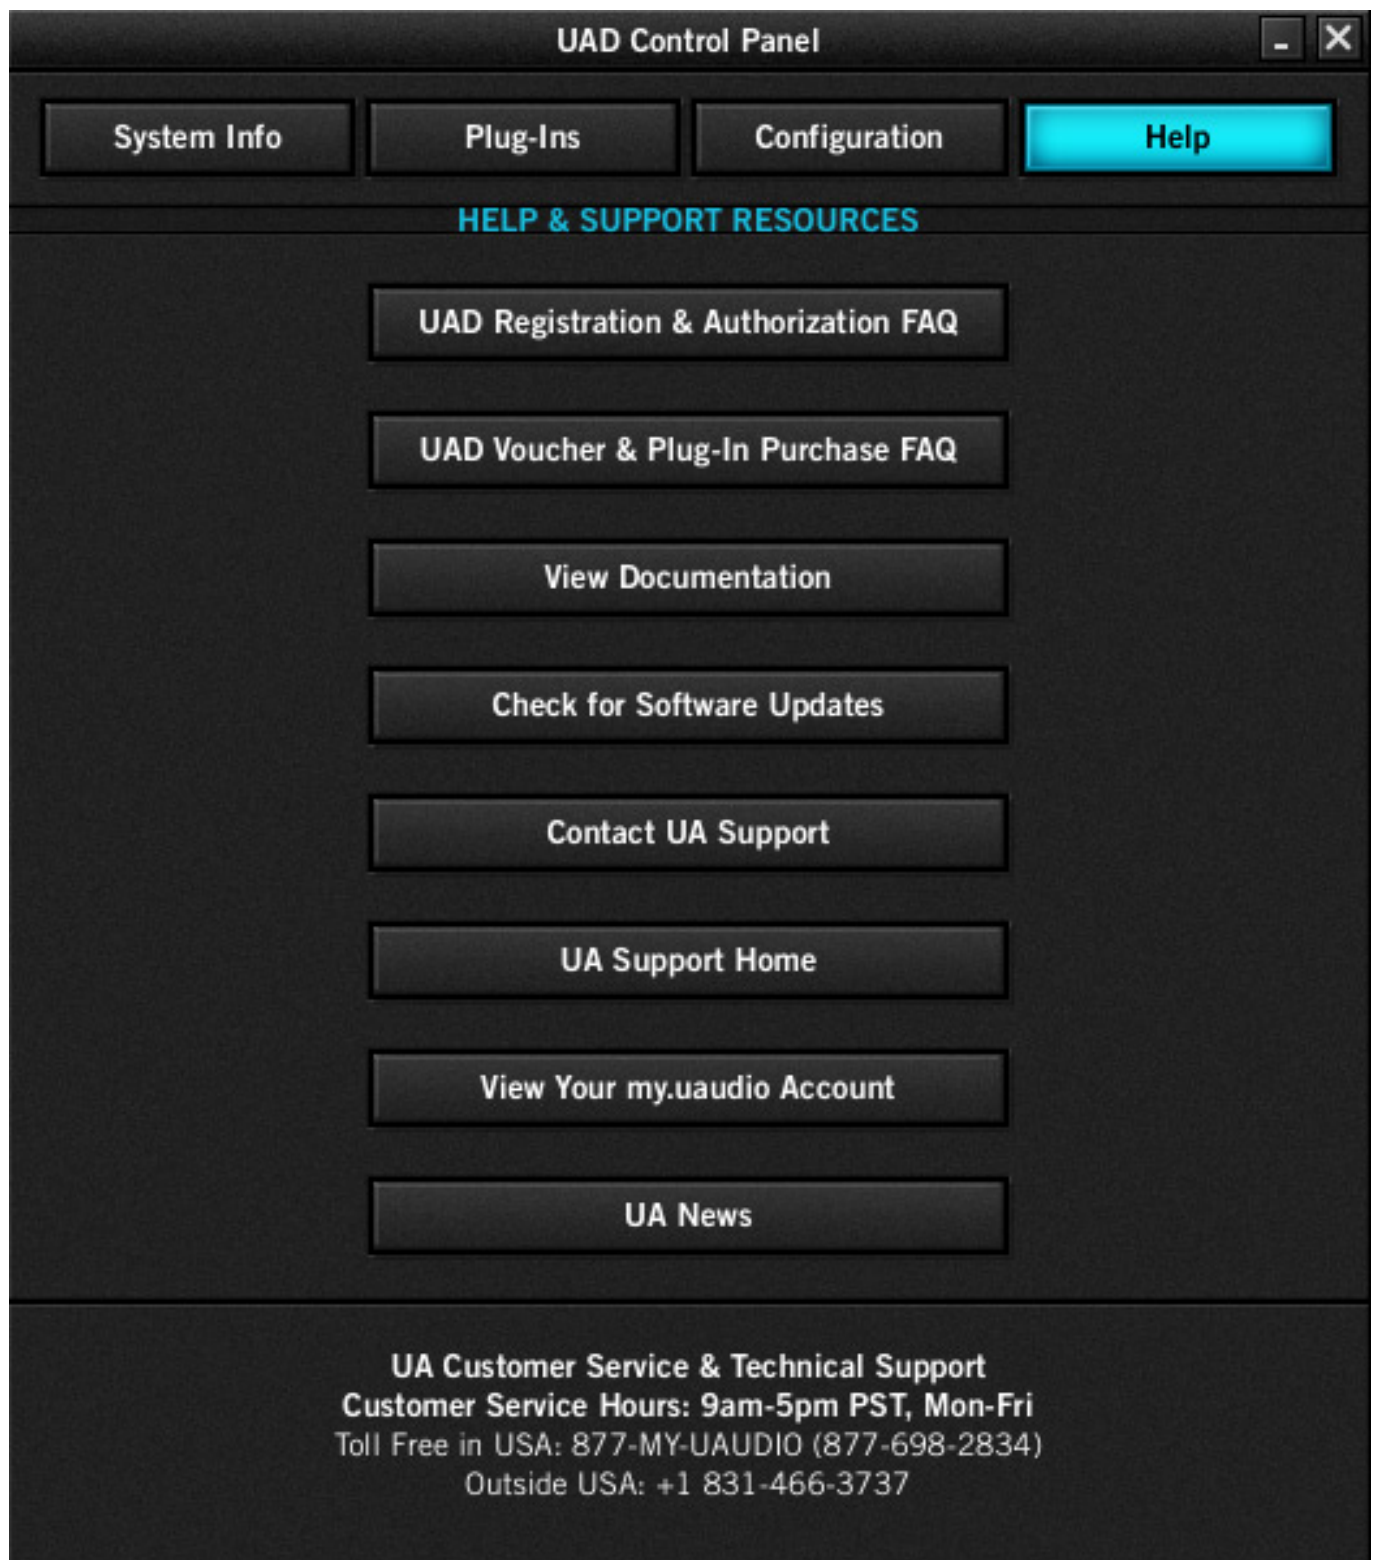 UAD Control Panel
System Info
Plug-Ins
Configuration
Help
HELP & SUPPORT RESOURCES
UAD Registration & Authorization FAQ
UAD Voucher & Plug-In Purchase FAQ
View Documentation
Check for Software Updates
Contact UA Support
UA Support Home
View Your my.uaudio Account
UA News
UA Customer Service & Technical Support
Customer Service Hours: 9am-5pm PST, Mon-Fri
Toll Free in USA: 877-MY-UAUDIO (877-698-2834)
Outside USA: +1 831-466-3737